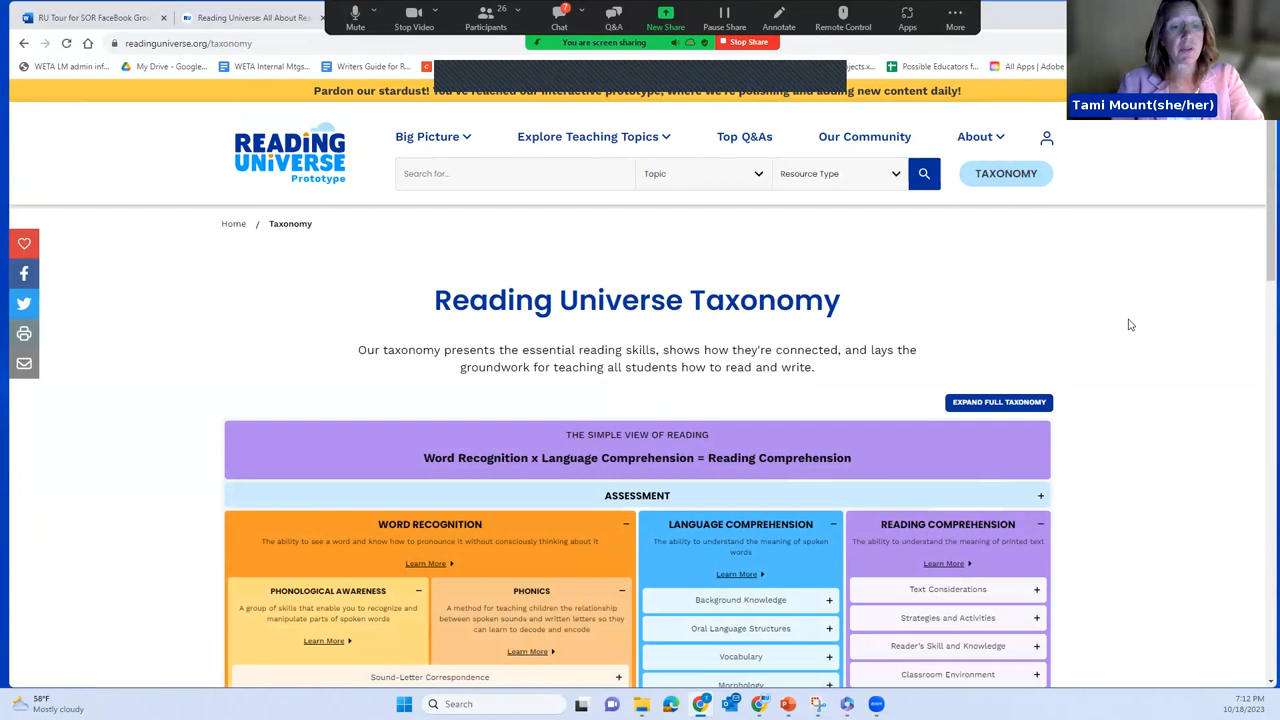 RU Tour for SOR FaceBook Gro
Reading Universe: All About Rea
Mute
Stop Video
26
Participants
7
Chat
Q&A
New Share
Pause Share
Annotate
Remote Control
Apps
More
You are screen sharing
Stop Share
readinguniverse.org/taxonomy
WETA LM admin inf...
My Drive - Google...
WETA Internal Mtgs...
Writers Guide for R...
ojects.x...
Possible Educators f...
All Apps | Adobe
Tami Mount(she/her)
Pardon our stardust! You've reached our interactive prototype, where we're polishing and adding new content daily!
READING
UNIVERSE
Prototype
Big Picture
Explore Teaching Topics
Top Q&As
Our Community
About
Search for...
Topic
Resource Type
TAXONOMY
Home / Taxonomy
Reading Universe Taxonomy
Our taxonomy presents the essential reading skills, shows how they're connected, and lays the
groundwork for teaching all students how to read and write.
EXPAND FULL TAXONOMY
THE SIMPLE VIEW OF READING
Word Recognition x Language Comprehension = Reading Comprehension
ASSESSMENT +
WORD RECOGNITION −
The ability to see a word and know how to pronounce it without consciously thinking about it
Learn More
PHONOLOGICAL AWARENESS −
A group of skills that enable you to recognize and
manipulate parts of spoken words
Learn More
PHONICS −
A method for teaching children the relationship
between spoken sounds and written letters so they
can learn to decode and encode
Learn More
Sound-Letter Correspondence +
LANGUAGE COMPREHENSION −
The ability to understand the meaning of spoken
words
Learn More
Background Knowledge +
Oral Language Structures +
Vocabulary +
Morphology
READING COMPREHENSION −
The ability to understand the meaning of printed text
Learn More
Text Considerations +
Strategies and Activities +
Reader's Skill and Knowledge +
Classroom Environment +
58°F
Mostly cloudy
Search
7:12 PM
10/18/2023